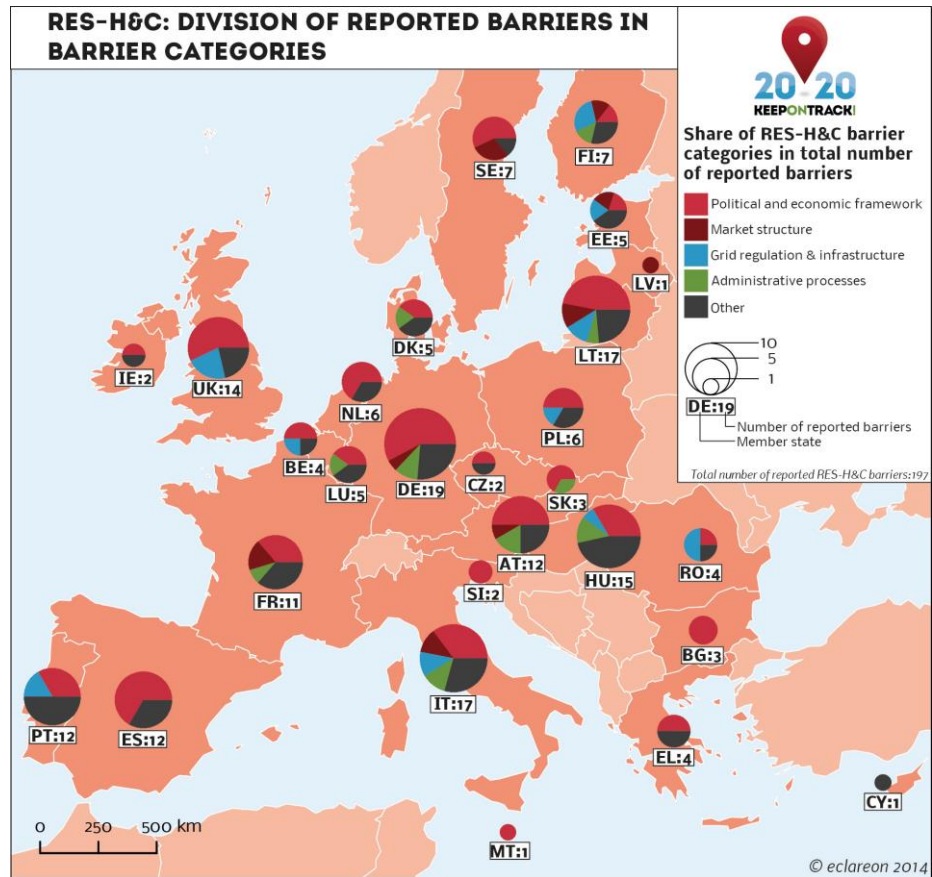 RES-H&C: DIVISION OF REPORTED BARRIERS IN
BARRIER CATEGORIES
20 20
KEEPONTRACK!
Share of RES-H&C barrier
categories in total number
of reported barriers
Political and economic framework
Market structure
Grid regulation & infrastructure
Administrative processes
Other
10
5
1
DE:19
Number of reported barriers
Member state
Total number of reported RES-H&C barriers:197
SE:7
FI:7
EE:5
LV:1
LT:17
DK:5
IE:2
UK:14
NL:6
PL:6
BE:4
LU:5
DE:19
CZ:2
SK:3
AT:12
HU:15
RO:4
FR:11
SI:2
BG:3
IT:17
PT:12
ES:12
EL:4
CY:1
MT:1
0 250 500 km
© eclareon 2014